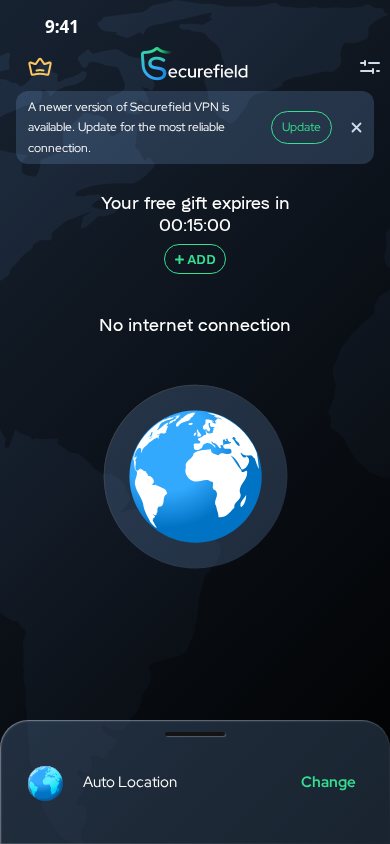 9:41
Securefield
A newer version of Securefield VPN is
available. Update for the most reliable
connection.
Update
Your free gift expires in
00:15:00
+ ADD
No internet connection
Auto Location
Change